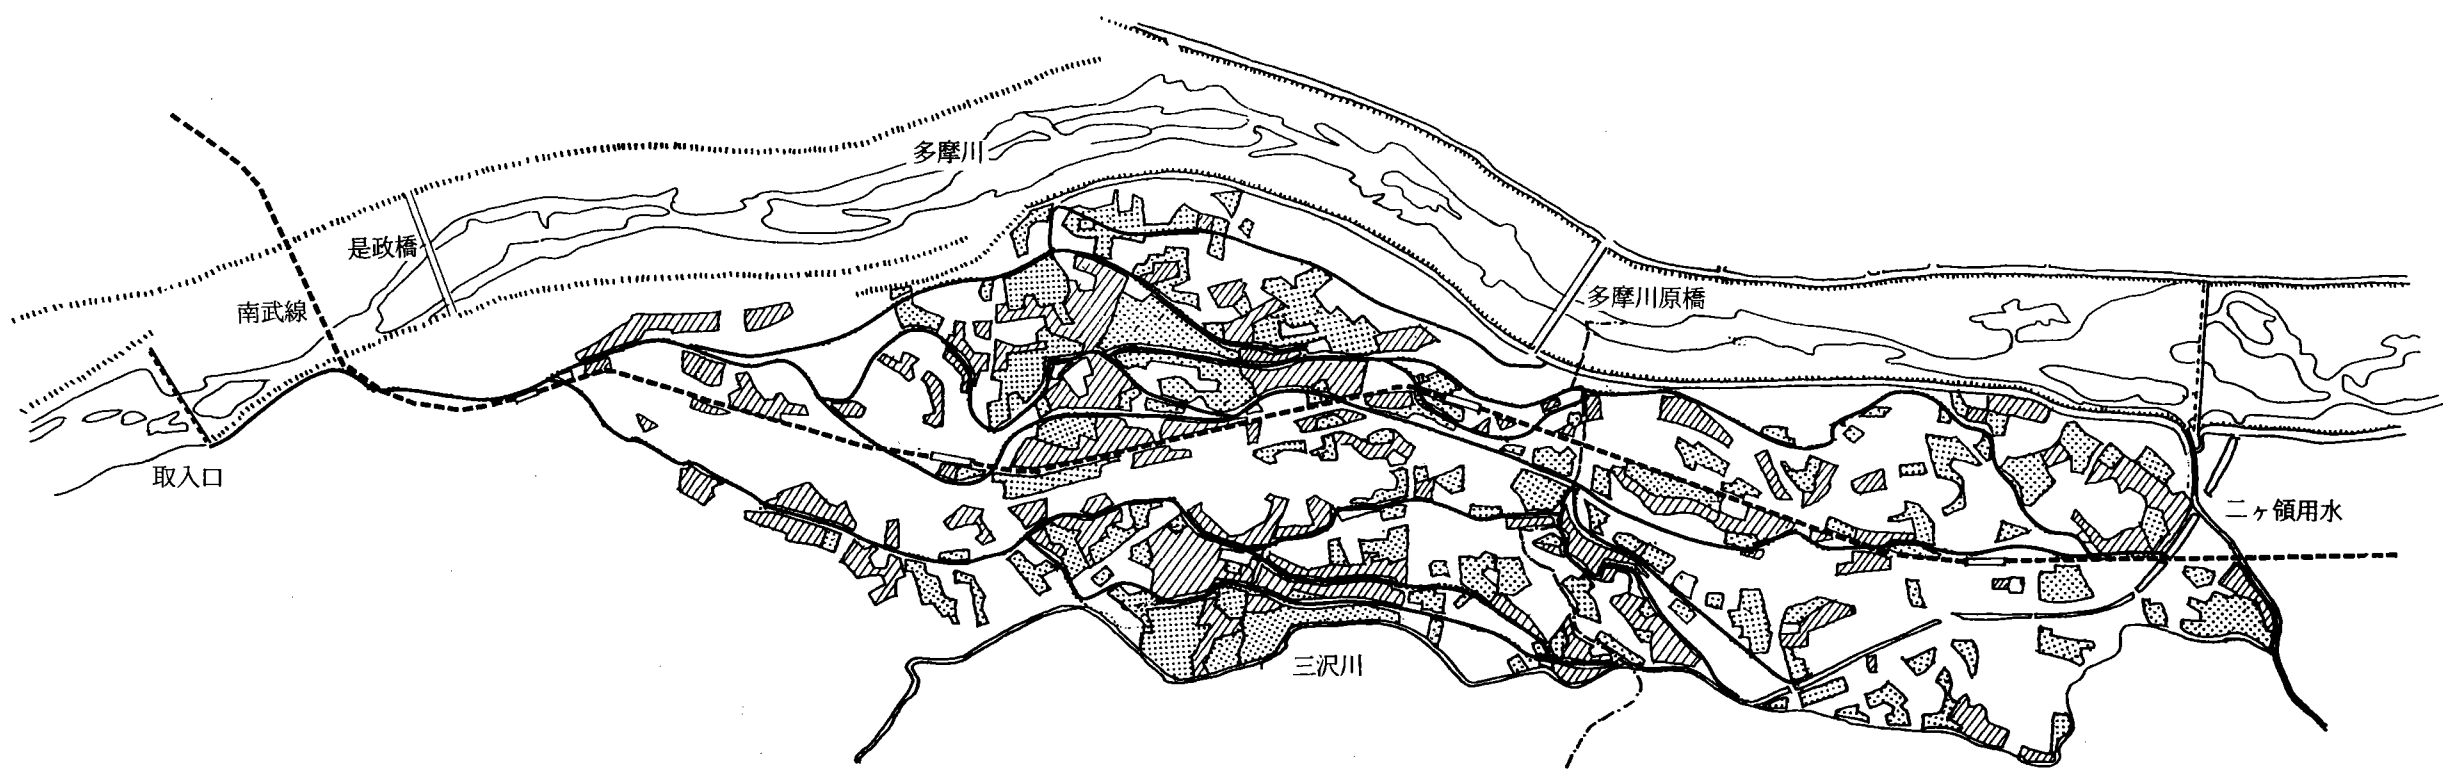 多摩川
是政橋
南武線
多摩川原橋
取入口
二ヶ領用水
三沢川